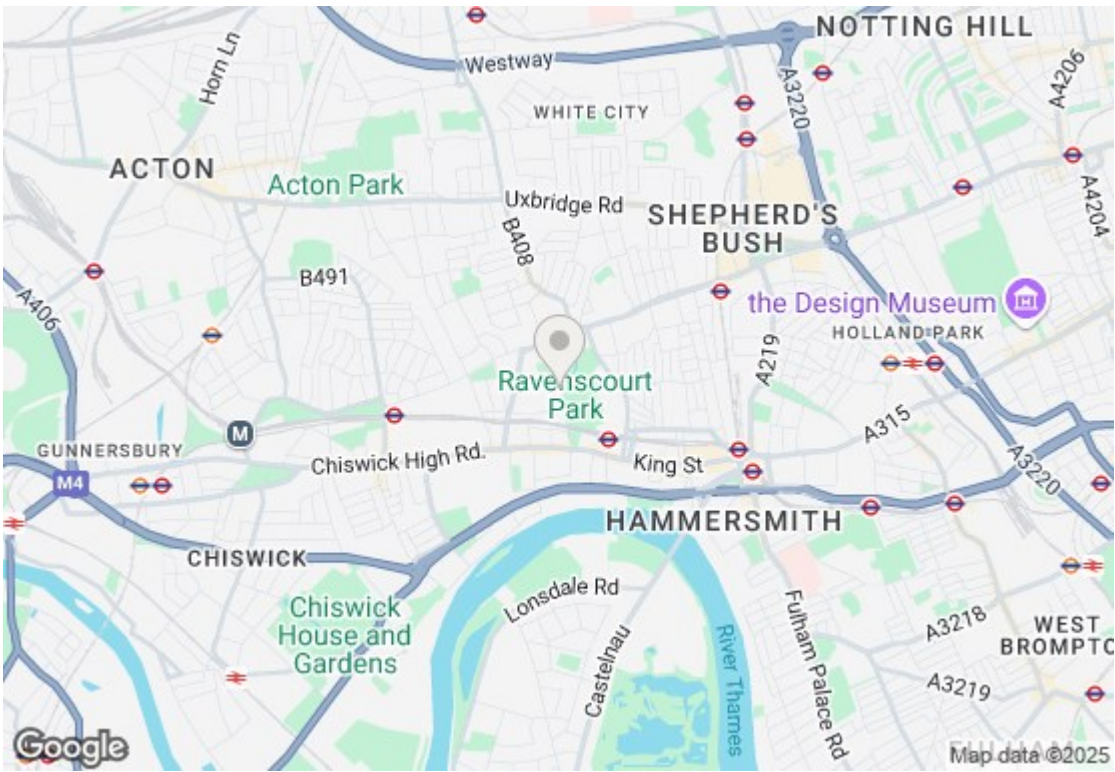 NOTTING HILL
Horn Ln
Westway
A4206
A3220
WHITE CITY
ACTON
Acton Park
Uxbridge Rd
A4204
SHEPHERD'S
BUSH
B408
B491
A406
the Design Museum
HOLLAND PARK
A219
Ravenscourt
Park
A315
M
GUNNERSBURY
Chiswick High Rd.
King St
A3220
M4
HAMMERSMITH
CHISWICK
Lonsdale Rd
Chiswick
House and
Gardens
Castelnau
River Thames
Fulham Palace Rd
A3218
WEST
BROMPTO
A3219
FULHAM
Google
Map data ©2025